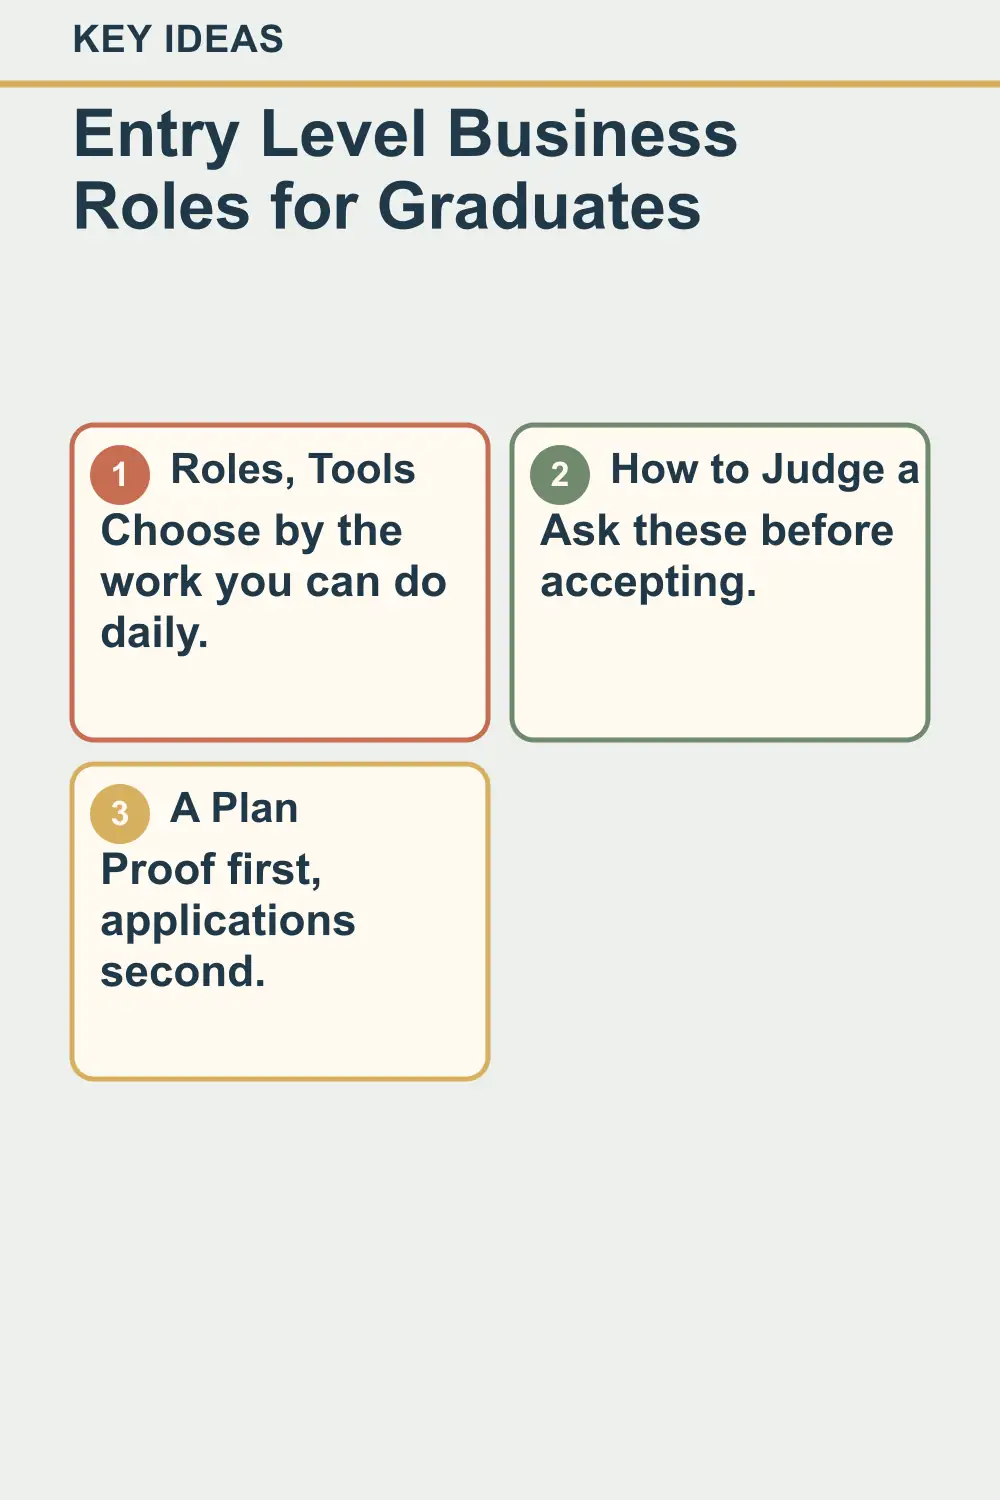 KEY IDEAS
Entry Level Business
Roles for Graduates
1 Roles, Tools
Choose by the
work you can do
daily.
2 How to Judge a
Ask these before
accepting.
3 A Plan
Proof first,
applications
second.